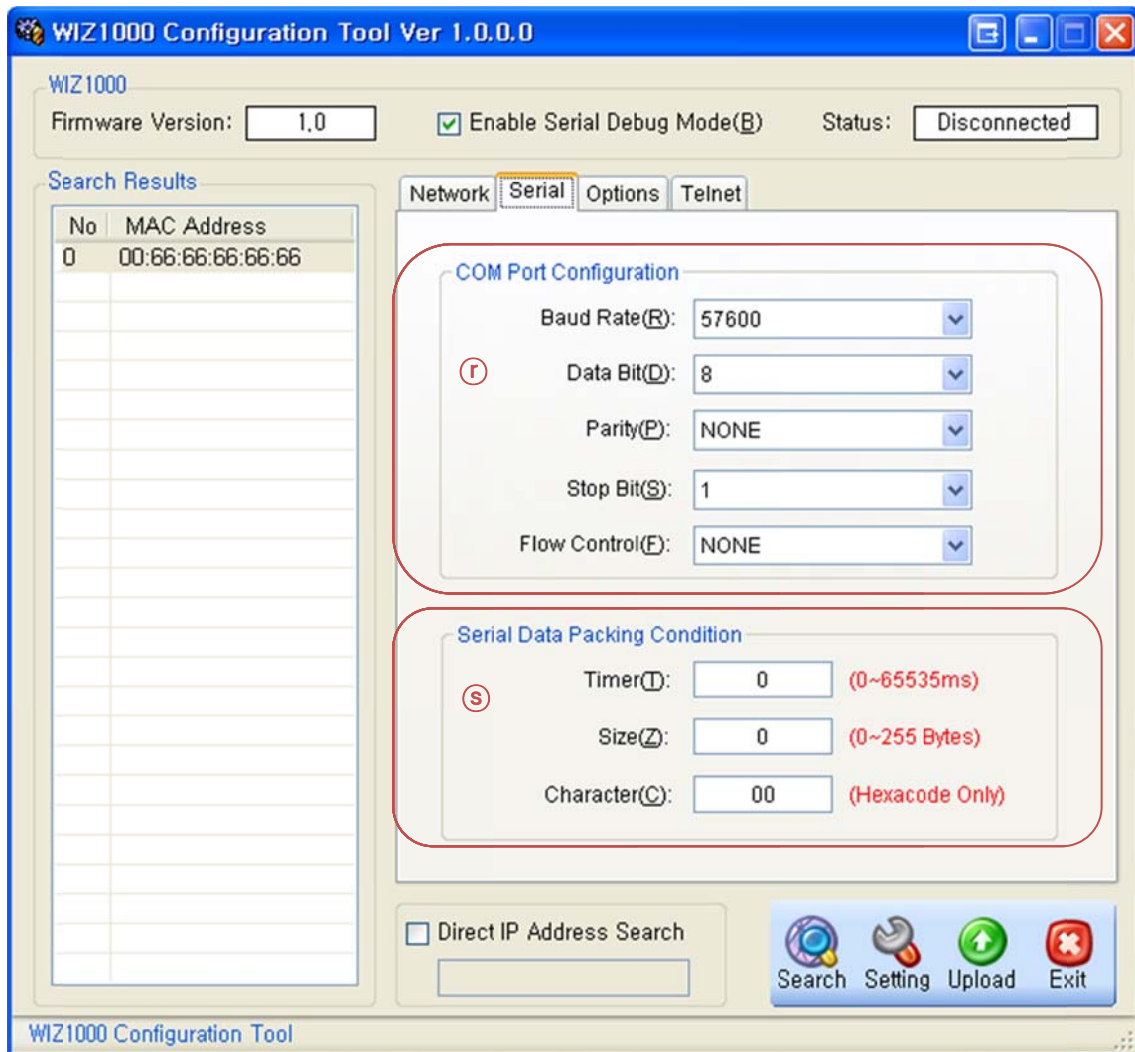 WIZ1000 Configuration Tool Ver 1.0.0.0
WIZ1000
Firmware Version: 1.0
Enable Serial Debug Mode(B)
Status: Disconnected
Search Results
No MAC Address
0 00:66:66:66:66:66
Network Serial Options Telnet
COM Port Configuration
Baud Rate(R): 57600
r
Data Bit(D): 8
Parity(P): NONE
Stop Bit(S): 1
Flow Control(F): NONE
Serial Data Packing Condition
Timer(T): 0 (0~65535ms)
s
Size(Z): 0 (0~255 Bytes)
Character(C): 00 (Hexacode Only)
Direct IP Address Search
Search Setting Upload Exit
WIZ1000 Configuration Tool